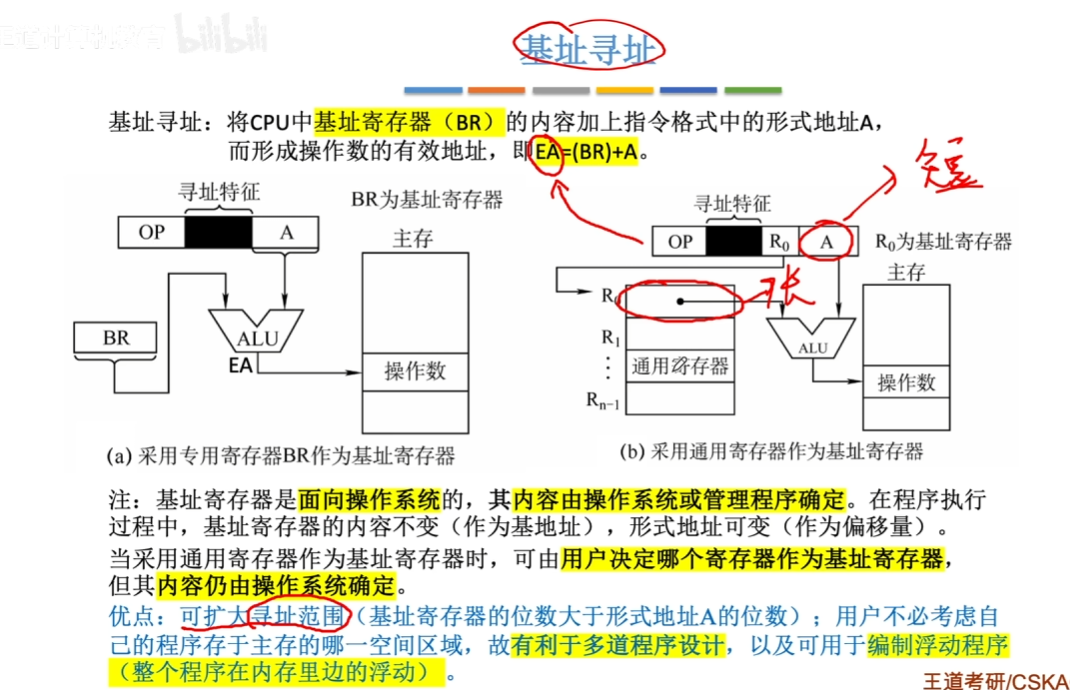 bilibili
基址寻址
基址寻址：将CPU中基址寄存器（BR）的内容加上指令格式中的形式地址A，
而形成操作数的有效地址，即EA=(BR)+A。
短
寻址特征
BR为基址寄存器
OP
A
主存
BR
ALU
EA
操作数
(a) 采用专用寄存器BR作为基址寄存器
寻址特征
OP
R₀
A
R₀为基址寄存器
主存
长
R₁
通用寄存器
⋮
Rₙ₋₁
ALU
操作数
(b) 采用通用寄存器作为基址寄存器
注：基址寄存器是面向操作系统的，其内容由操作系统或管理程序确定。在程序执行
过程中，基址寄存器的内容不变（作为基地址），形式地址可变（作为偏移量）。
当采用通用寄存器作为基址寄存器时，可由用户决定哪个寄存器作为基址寄存器，
但其内容仍由操作系统确定。
优点：可扩大寻址范围（基址寄存器的位数大于形式地址A的位数）；用户不必考虑自
己的程序存于主存的哪一空间区域，故有利于多道程序设计，以及可用于编制浮动程序
（整个程序在内存里边的浮动）。
王道考研/CSKA